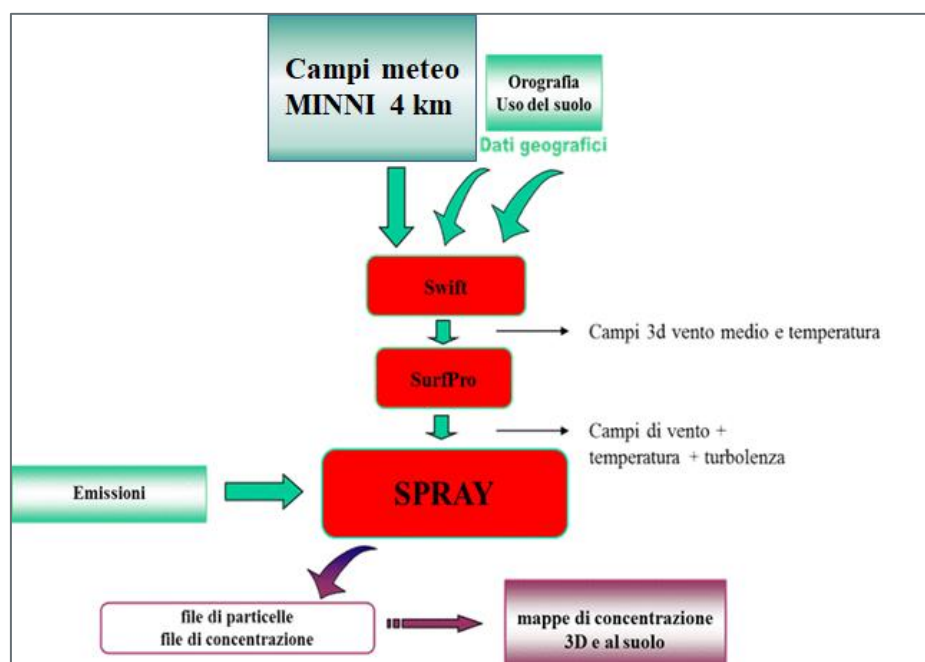 Campi meteo
MINNI 4 km
Orografia
Uso del suolo
Dati geografici
Swift
Campi 3d vento medio e temperatura
SurfPro
Campi di vento +
temperatura + turbolenza
Emissioni
SPRAY
file di particelle
file di concentrazione
mappe di concentrazione
3D e al suolo